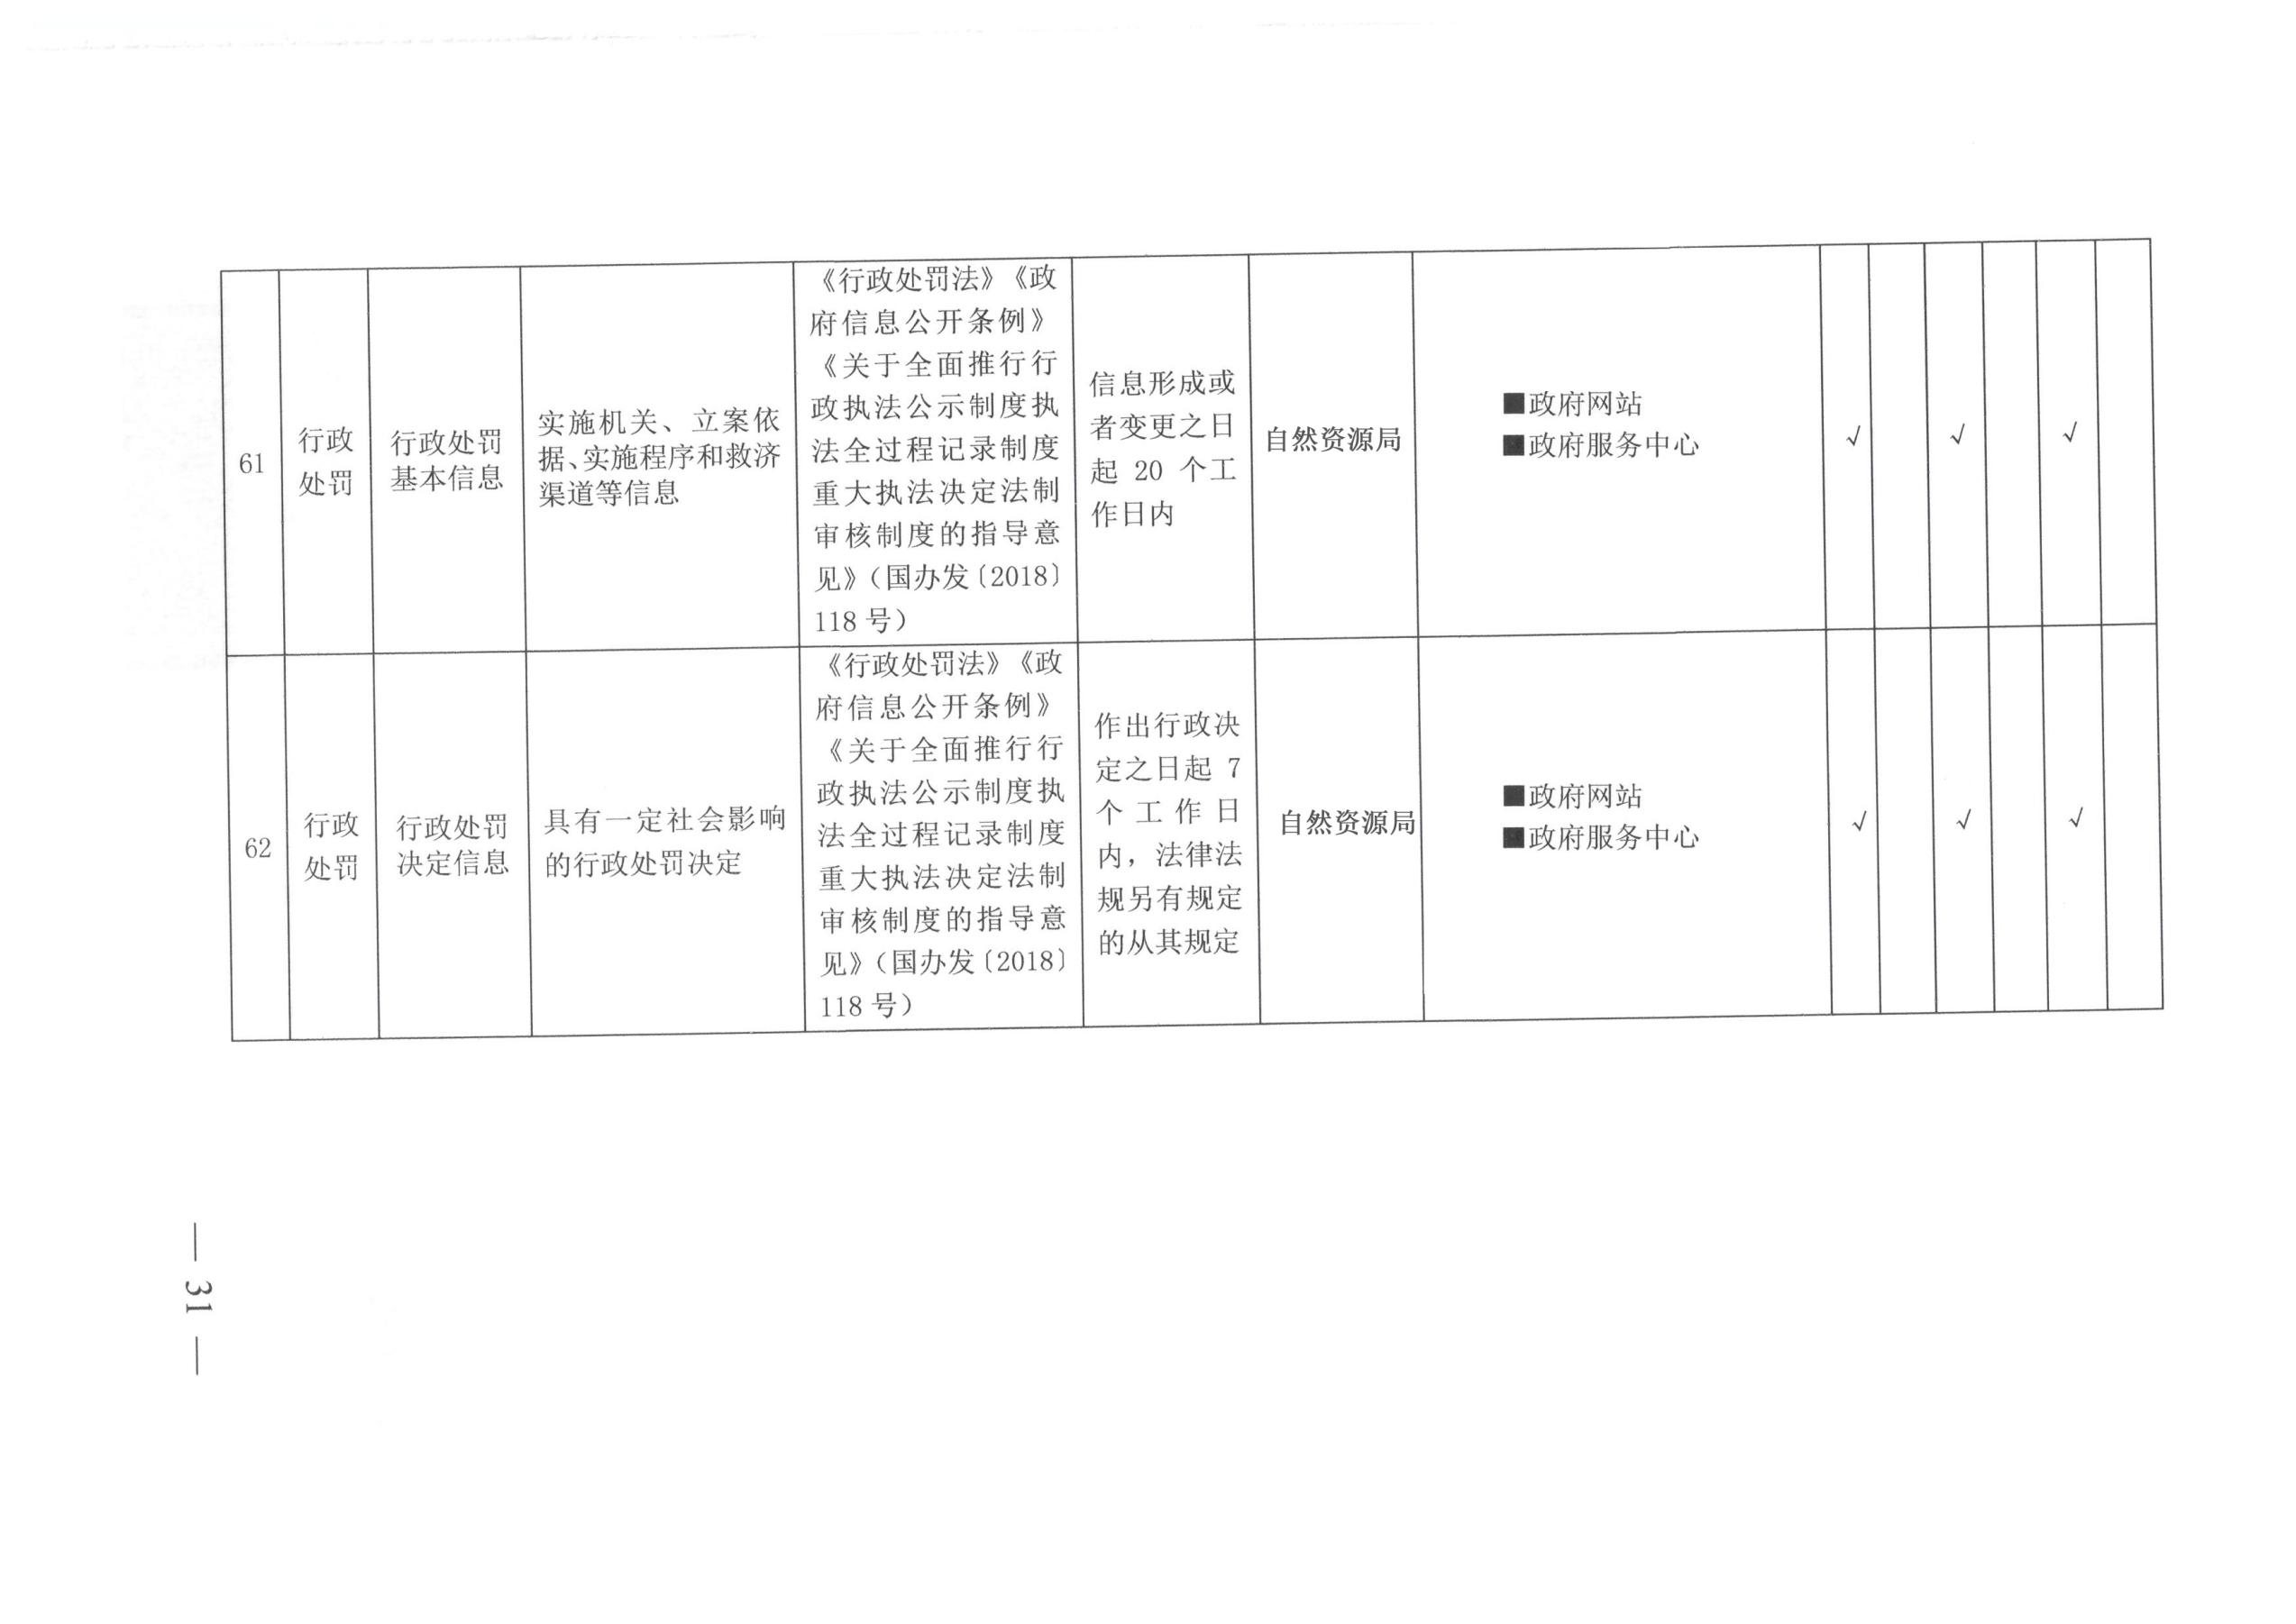 61
行政
处罚
行政处罚
基本信息
实施机关、立案依
据、实施程序和救济
渠道等信息
《行政处罚法》《政
府信息公开条例》
《关于全面推行行
政执法公示制度执
法全过程记录制度
重大执法决定法制
审核制度的指导意
见》（国办发〔2018〕
118 号）
信息形成或
者变更之日
起 20 个工
作日内
自然资源局
■政府网站
■政府服务中心
√
√
√
62
行政
处罚
行政处罚
决定信息
具有一定社会影响
的行政处罚决定
《行政处罚法》《政
府信息公开条例》
《关于全面推行行
政执法公示制度执
法全过程记录制度
重大执法决定法制
审核制度的指导意
见》（国办发〔2018〕
118 号）
作出行政决
定之日起 7
个工作日
内，法律法
规另有规定
的从其规定
自然资源局
■政府网站
■政府服务中心
√
√
√
— 31 —